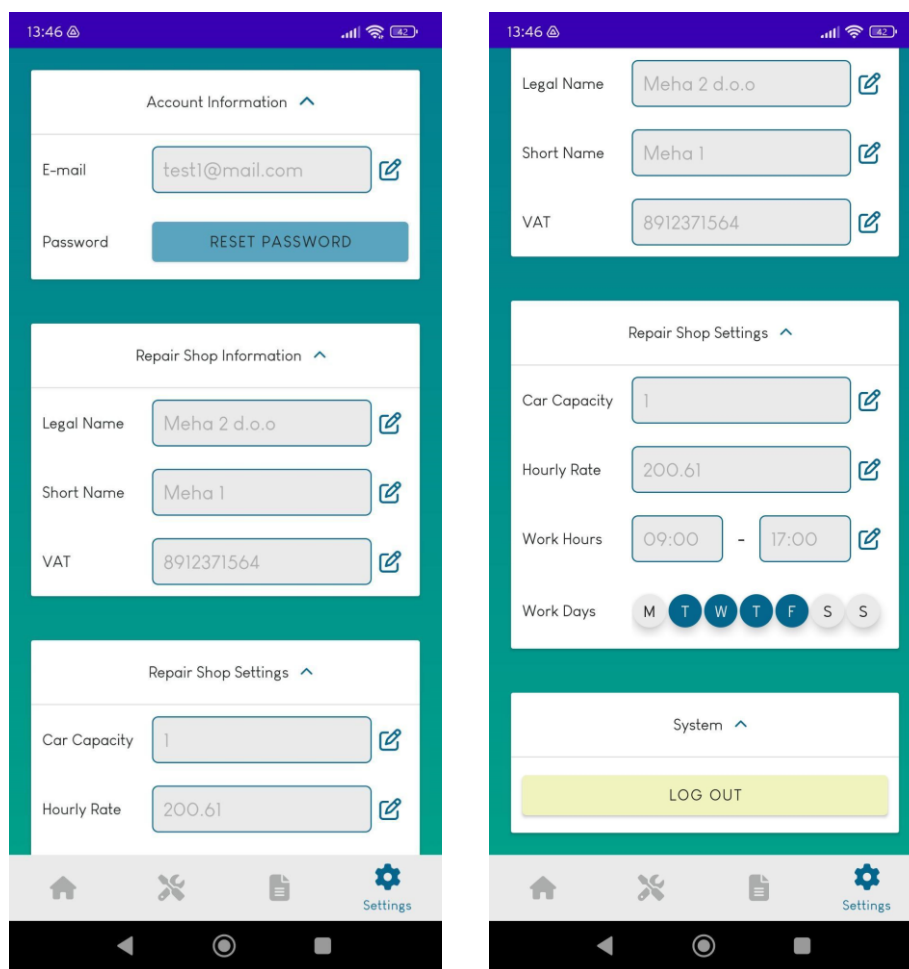 13:46
42
Account Information
E-mail test1@mail.com
Password RESET PASSWORD
Repair Shop Information
Legal Name Meha 2 d.o.o
Short Name Meha 1
VAT 8912371564
Repair Shop Settings
Car Capacity 1
Hourly Rate 200.61
Settings
13:46
42
Legal Name Meha 2 d.o.o
Short Name Meha 1
VAT 8912371564
Repair Shop Settings
Car Capacity 1
Hourly Rate 200.61
Work Hours 09:00 - 17:00
Work Days M T W T F S S
System
LOG OUT
Settings